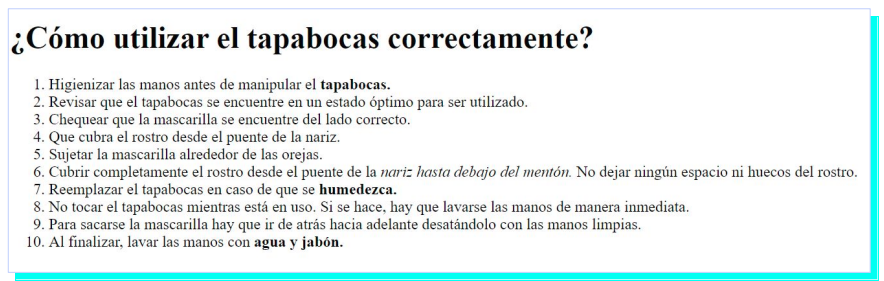 ¿Cómo utilizar el tapabocas correctamente?
1. Higienizar las manos antes de manipular el tapabocas.
2. Revisar que el tapabocas se encuentre en un estado óptimo para ser utilizado.
3. Chequear que la mascarilla se encuentre del lado correcto.
4. Que cubra el rostro desde el puente de la nariz.
5. Sujetar la mascarilla alrededor de las orejas.
6. Cubrir completamente el rostro desde el puente de la nariz hasta debajo del mentón. No dejar ningún espacio ni huecos del rostro.
7. Reemplazar el tapabocas en caso de que se humedezca.
8. No tocar el tapabocas mientras está en uso. Si se hace, hay que lavarse las manos de manera inmediata.
9. Para sacarse la mascarilla hay que ir de atrás hacia adelante desatándolo con las manos limpias.
10. Al finalizar, lavar las manos con agua y jabón.